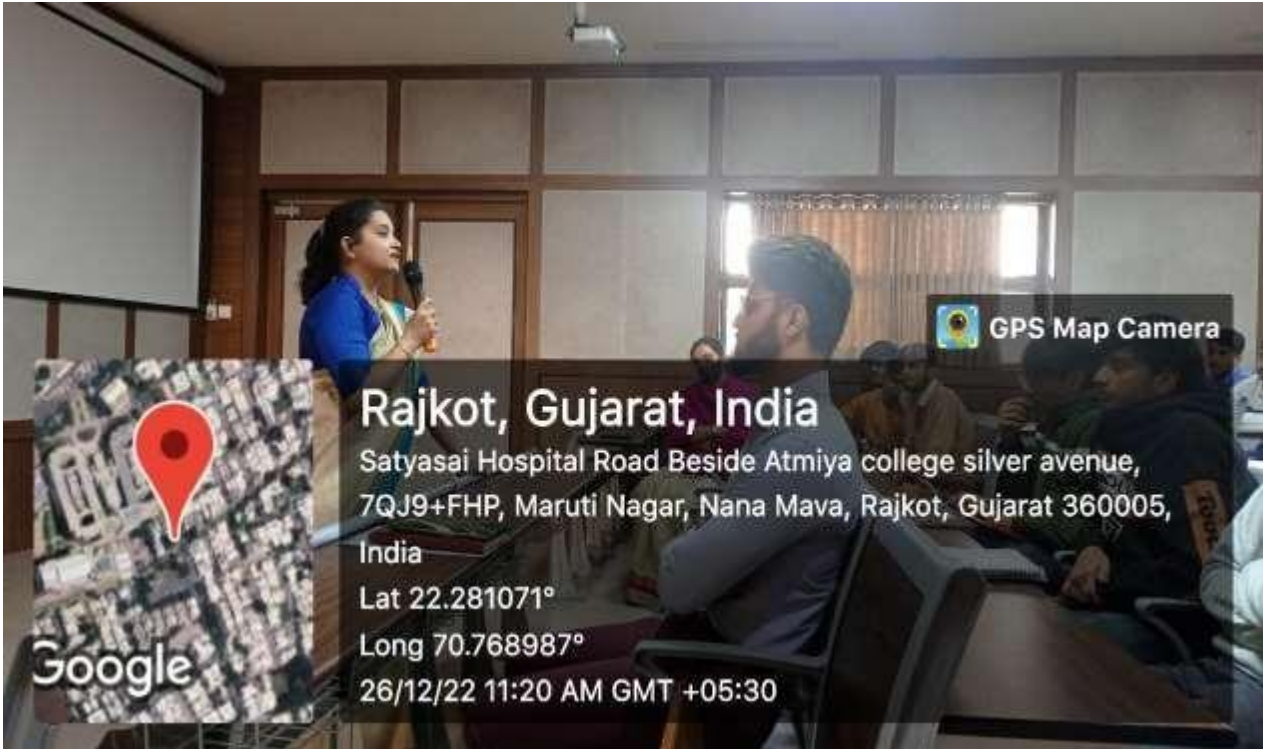 GPS Map Camera
Rajkot, Gujarat, India
Satyasai Hospital Road Beside Atmiya college silver avenue,
7QJ9+FHP, Maruti Nagar, Nana Mava, Rajkot, Gujarat 360005,
India
Lat 22.281071°
Long 70.768987°
26/12/22 11:20 AM GMT +05:30
Google